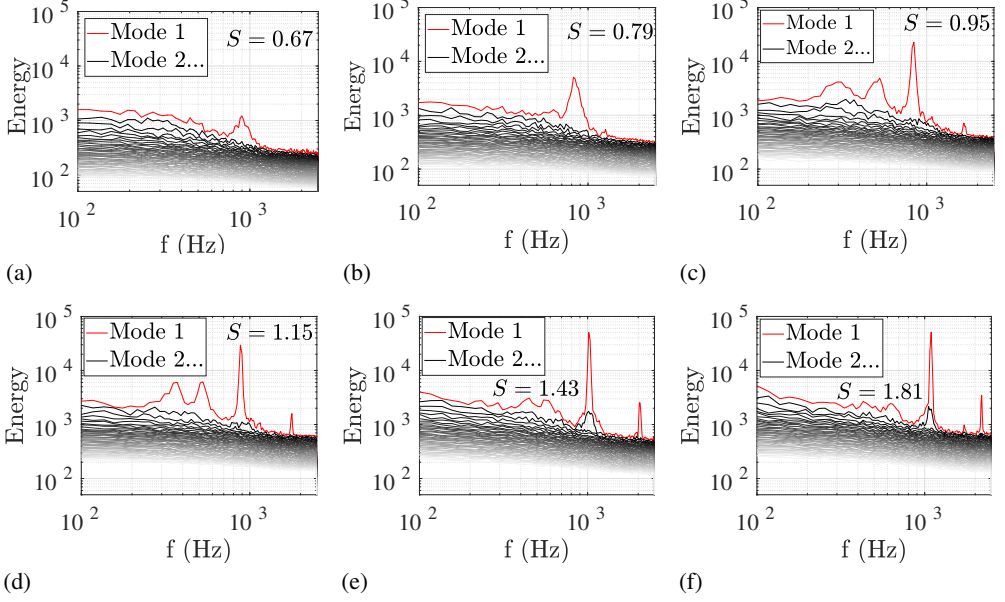 10^5
10^4
10^3
10^2
Energy
Mode 1
Mode 2...
S = 0.67
10^2
10^3
f (Hz)
(a)
10^5
10^4
10^3
10^2
Energy
Mode 1
Mode 2...
S = 0.79
10^2
10^3
f (Hz)
(b)
10^5
10^4
10^3
10^2
Energy
Mode 1
Mode 2...
S = 0.95
10^2
10^3
f (Hz)
(c)
10^5
10^4
10^3
10^2
Energy
Mode 1
Mode 2...
S = 1.15
10^2
10^3
f (Hz)
(d)
10^5
10^4
10^3
10^2
Energy
Mode 1
Mode 2...
S = 1.43
10^2
10^3
f (Hz)
(e)
10^5
10^4
10^3
10^2
Energy
Mode 1
Mode 2...
S = 1.81
10^2
10^3
f (Hz)
(f)